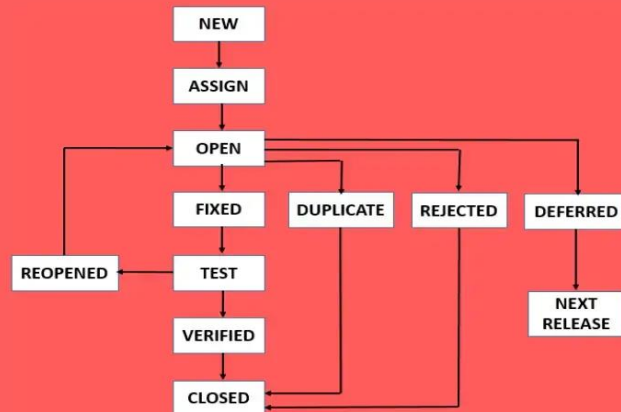 NEW
ASSIGN
OPEN
FIXED
DUPLICATE
REJECTED
DEFERRED
REOPENED
TEST
NEXT
RELEASE
VERIFIED
CLOSED